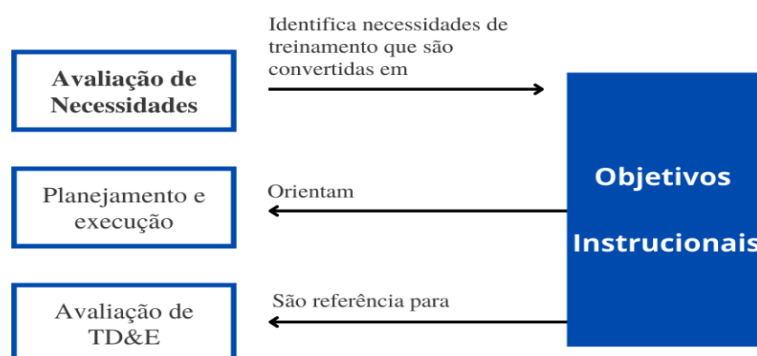 Identifica necessidades de
treinamento que são
convertidas em
Avaliação de
Necessidades
Objetivos
Instrucionais
Planejamento e
execução
Orientam
São referência para
Avaliação de
TD&E